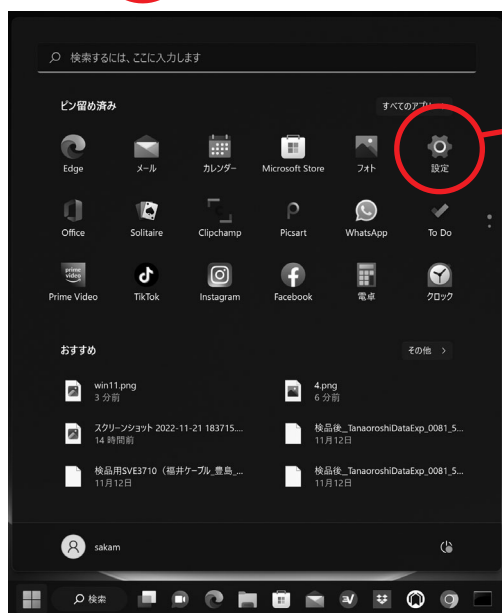 検索するには、ここに入力します
ピン留め済み
すべてのアプリ
Edge
メール
カレンダー
Microsoft Store
フォト
設定
Office
Solitaire
Clipchamp
Picsart
WhatsApp
To Do
prime video
Prime Video
TikTok
Instagram
Facebook
電卓
クロック
おすすめ
その他 >
win11.png
3 分前
4.png
6 分前
スクリーンショット 2022-11-21 183715....
14 時間前
検品後_TanaoroshiDataExp_0081_5...
11月12日
検品用SVE3710（福井ケーブル_豊島_...
11月12日
検品後_TanaoroshiDataExp_0081_5...
11月12日
sakam
検索